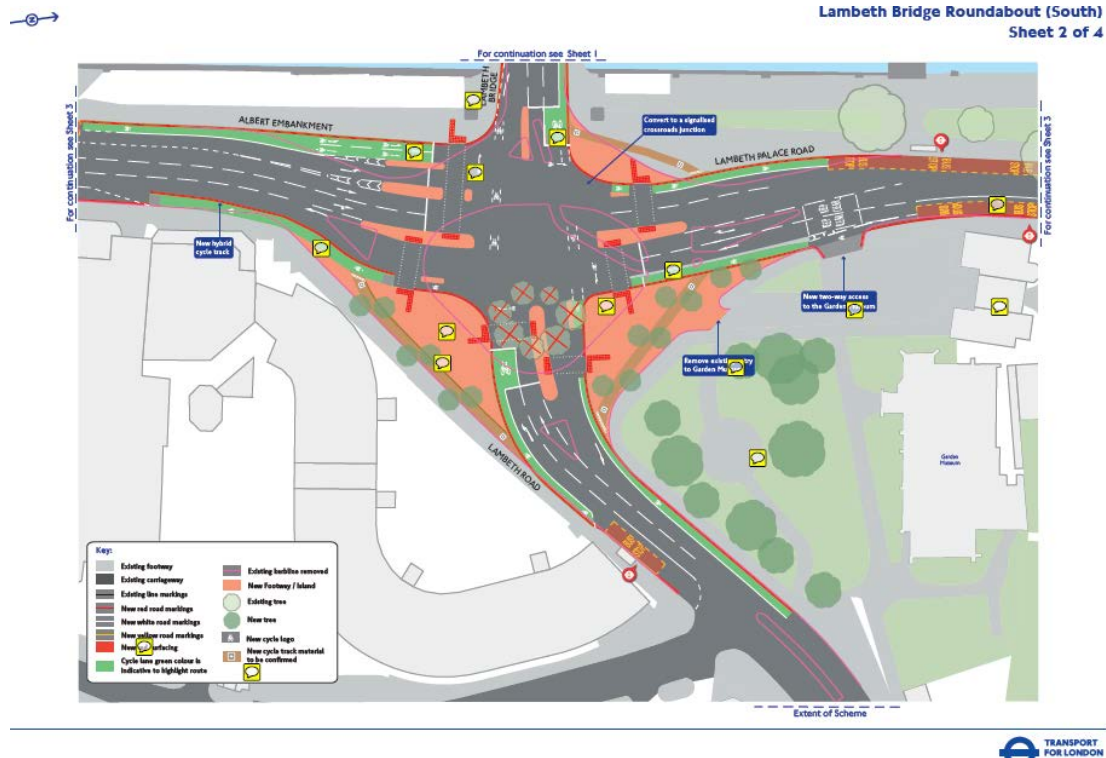 Lambeth Bridge Roundabout (South)
Sheet 2 of 4
For continuation see Sheet 1
LAMBETH
BRIDGE
For continuation see Sheet 3
ALBERT EMBANKMENT
Convert to a signalised
crossroads junction
LAMBETH PALACE ROAD
For continuation see Sheet 3
New hybrid
cycle track
New two-way access
to the Garden
Remove
to Garden
LAMBETH ROAD
Garden
Museum
Key:
Existing footway
Existing carriageway
Existing line markings
New red road markings
New white road markings
New yellow road markings
New
Cycle lane green colour is
indicative to highlight route
Existing kerbline removed
New Footway / Island
Existing tree
New tree
New cycle logo
New cycle track material
to be confirmed
Extent of Scheme
TRANSPORT
FOR LONDON